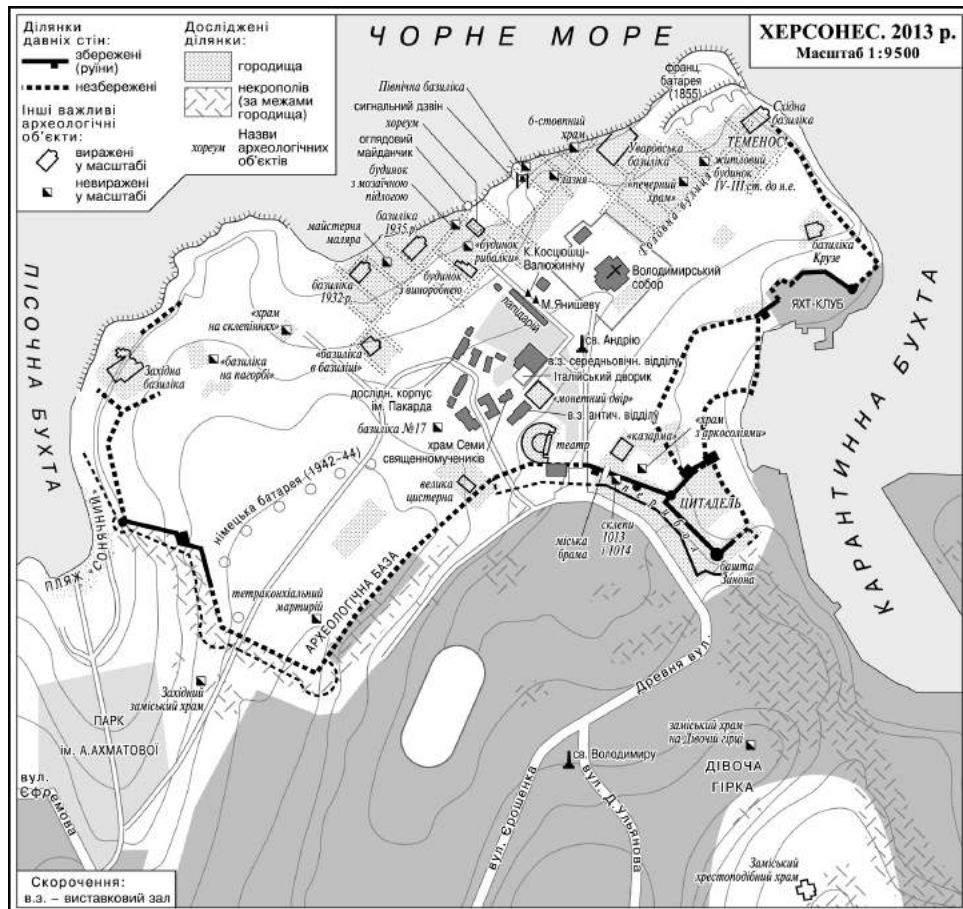 ЧОРНЕ МОРЕ
ХЕРСОНЕС. 2013 р.
Масштаб 1:9500
Ділянки
давніх стін:
збережені
(руїни)
незбережені
Інші важливі
археологічні
об'єкти:
виражені
у масштабі
невиражені
у масштабі
Досліджені
ділянки:
городища
некрополів
(за межами
городища)
хореум
Назви
археологічних
об'єктів
франц.
батарея
(1855)
Північна базиліка
сигнальний дзвін
хореум
оглядовий
майданчик
будинок
з мозаїчною
підлогою
6-стовпний
храм
Уварівська
базиліка
Східна
базиліка
ТЕМЕНОС
житловий
будинок
IV-III ст. до н.е.
лазня
«печерний
храм»
Головна вулиця
базиліка
1935 р.
майстерня
маляра
«будинок
рибалки»
К.Косцюшці-
Валюжинічу
Володимирський
собор
базиліка
Крузе
базиліка
1932 р.
будинок
з виноробнею
М.Янишеву
лапідарій
ЯХТ-КЛУБ
ПІСОЧНА БУХТА
КАРАНТИННА БУХТА
«храм
на склепіннях»
«базиліка
на пагорбі»
Західна
базиліка
«базиліка
в базиліці»
св. Андрію
в.з. середньовічн. відділу
Італійський дворик
«монетний двір»
в.з. антич. відділу
дослідн. корпус
ім. Пакарда
базиліка №17
храм Семи
священномучеників
театр
«казарма»
«храм
з аркосоліями»
велика
цистерна
ЦИТАДЕЛЬ
перибол
міська
брама
склепи
1013
і 1014
башта
Зинона
німецька батарея (1942-44)
ПЛЯЖ "СОНЯЧНИЙ"
тетраконхіальний
мартирій
АРХЕОЛОГІЧНА БАЗА
Західний
заміський храм
ПАРК
ім. А.АХМАТОВОЇ
вул.
Єфремова
Древня вул.
св. Володимиру
вул. Єрошенка
вул. Д.Ульянова
заміський храм
на Дівочій гірці
ДІВОЧА
ГІРКА
Заміський
хрестоподібний храм
Скорочення:
в.з. – виставковий зал